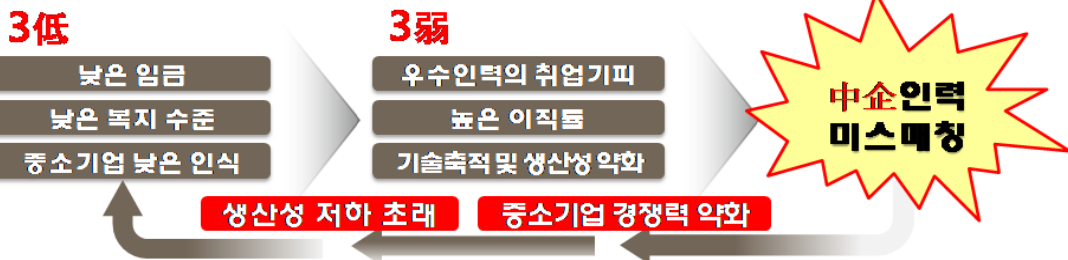 3低
낮은 임금
낮은 복지 수준
중소기업 낮은 인식
3弱
우수인력의 취업기피
높은 이직률
기술축적 및 생산성 약화
中企인력
미스매칭
생산성 저하 초래
중소기업 경쟁력 약화